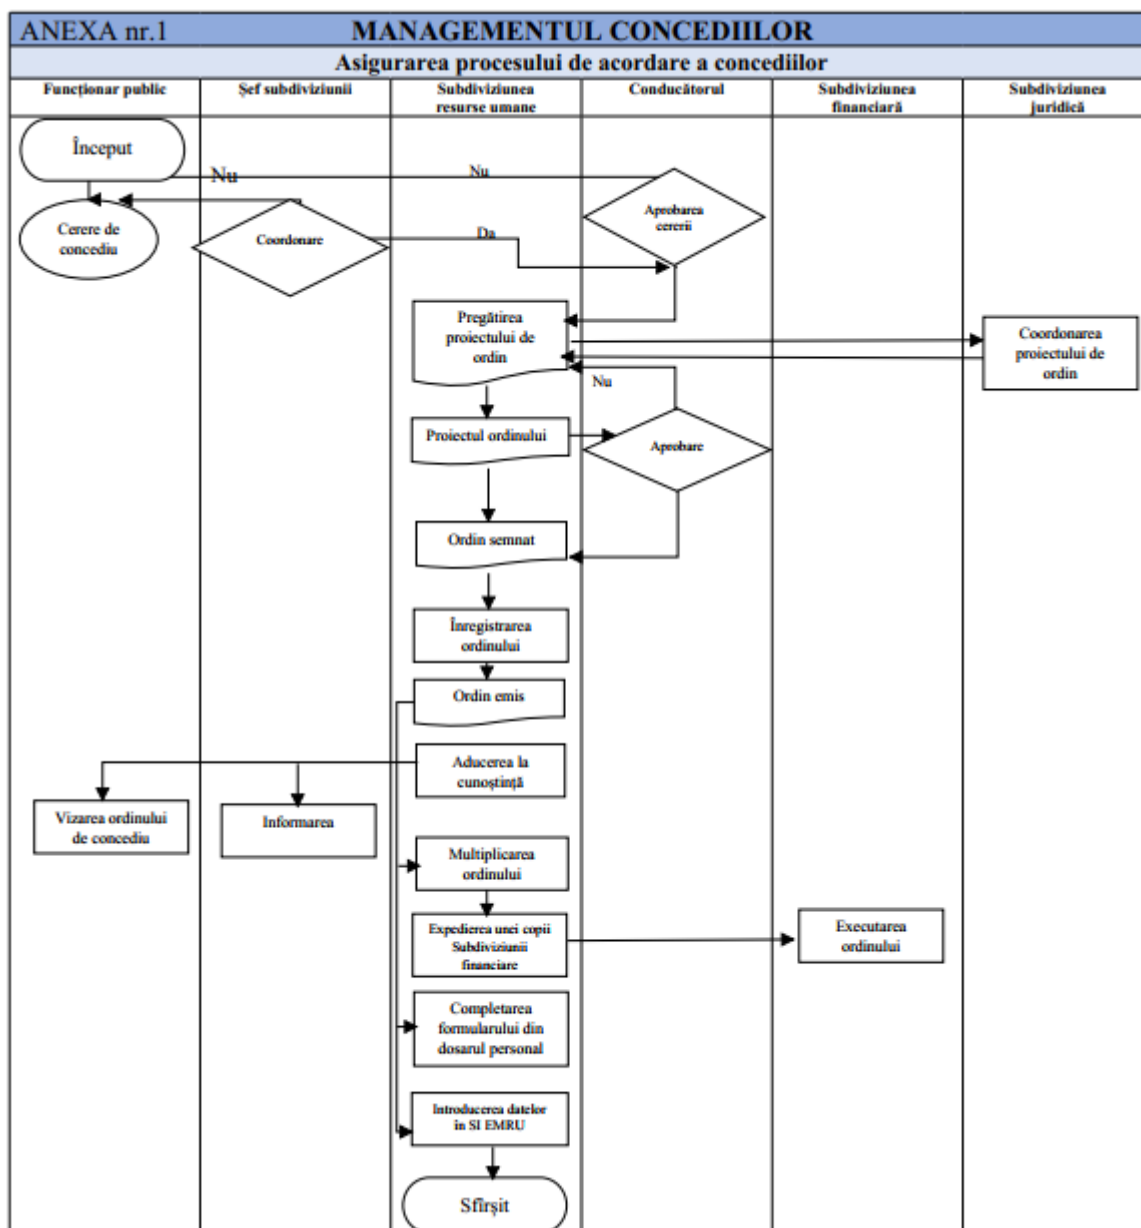 ANEXA nr.1
MANAGEMENTUL CONCEDIILOR
Asigurarea procesului de acordare a concediilor
Funcționar public
Șef subdiviziunii
Subdiviziunea
resurse umane
Conducătorul
Subdiviziunea
financiară
Subdiviziunea
juridică
Început
Nu
Nu
Cerere de
concediu
Coordonare
Da
Aprobarea
cererii
Pregătirea
proiectului de
ordin
Coordonarea
proiectului de
ordin
Nu
Proiectul ordinului
Aprobare
Ordin semnat
Înregistrarea
ordinului
Ordin emis
Aducerea la
cunoștință
Vizarea ordinului
de concediu
Informarea
Multiplicarea
ordinului
Expedierea unei copii
Subdiviziunii
financiare
Executarea
ordinului
Completarea
formularului din
dosarul personal
Introducerea datelor
în SI EMRU
Sfîrșit